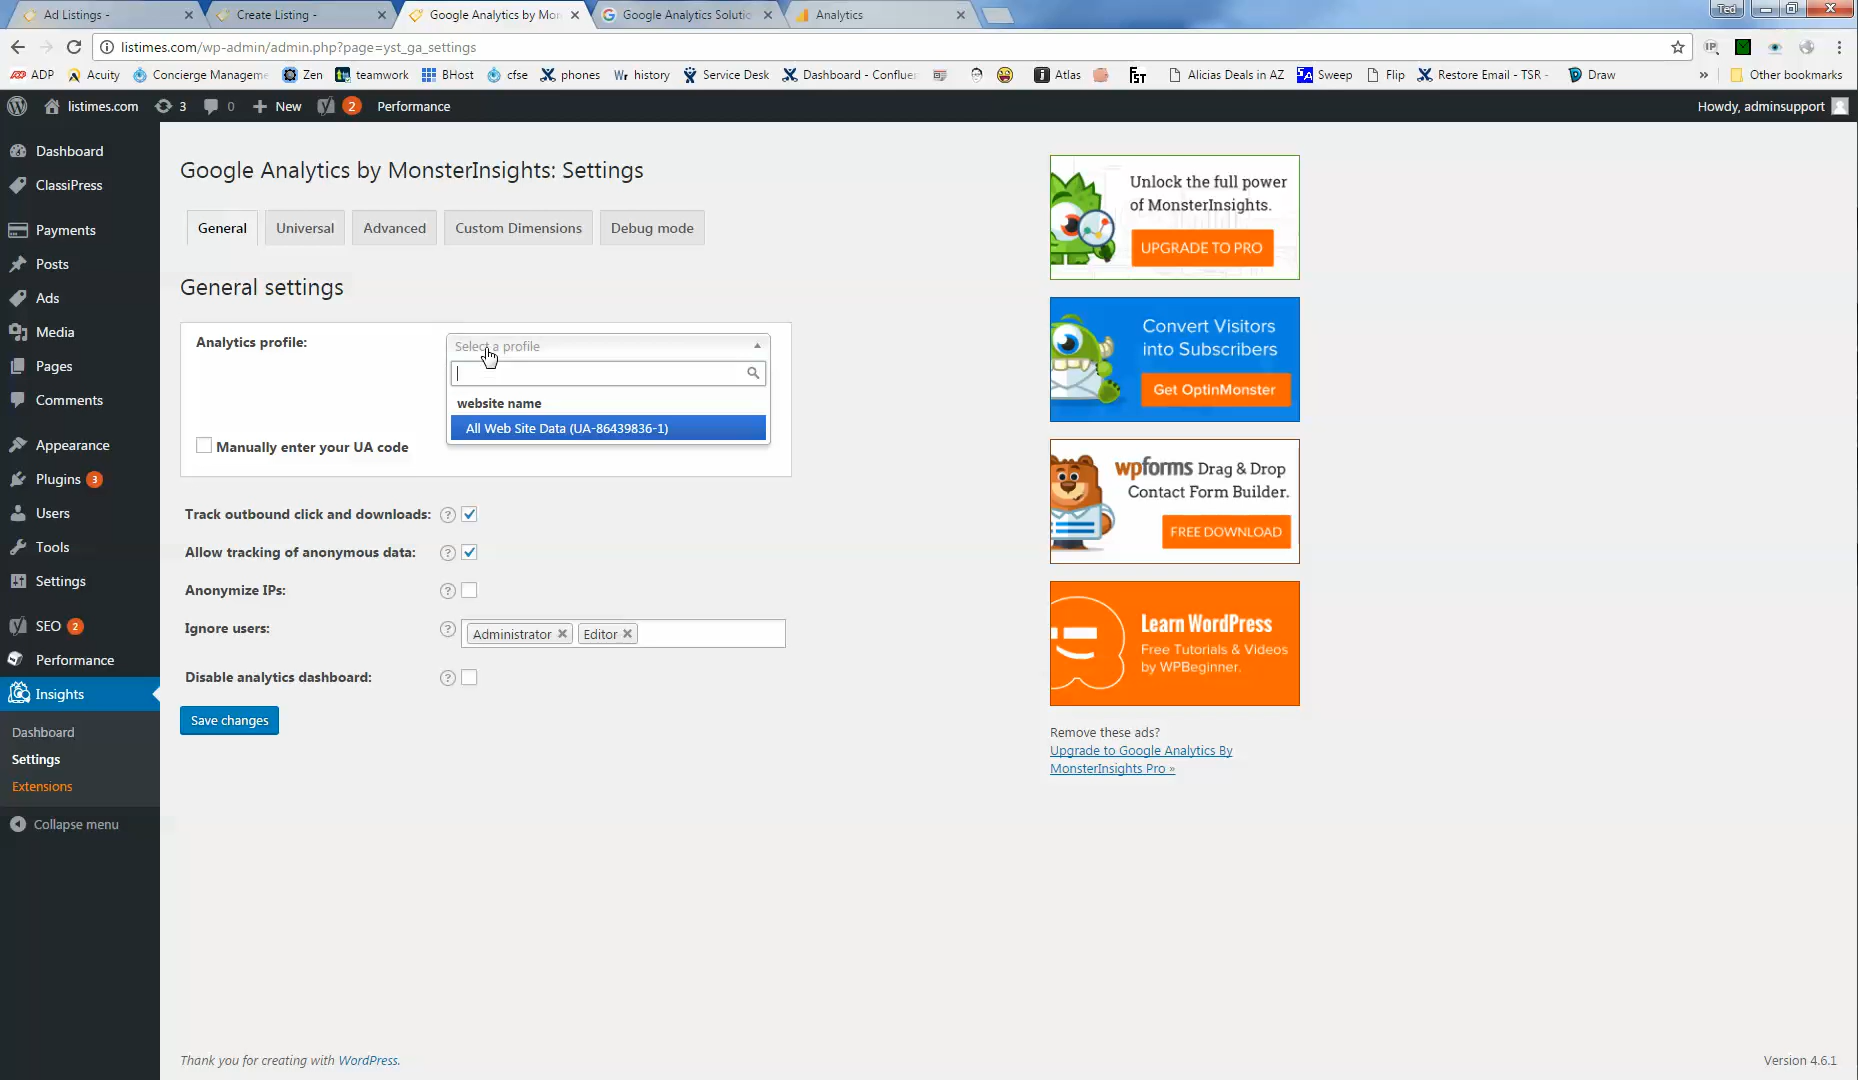 Ad Listings -
Create Listing -
Google Analytics by Mon
Google Analytics Solutio
Analytics
Ted
listimes.com/wp-admin/admin.php?page=yst_ga_settings
ADP
Acuity
Concierge Manageme
Zen
teamwork
BHost
cfse
phones
Wr. history
Service Desk
Dashboard - Confluen
Atlas
FST
Alicias Deals in AZ
Sweep
Flip
Restore Email - TSR -
Draw
»
Other bookmarks
listimes.com
3
0
New
2
Performance
Howdy, adminsupport
Dashboard
ClassiPress
Payments
Posts
Ads
Media
Pages
Comments
Appearance
Plugins 3
Users
Tools
Settings
SEO 2
Performance
Insights
Dashboard
Settings
Extensions
Collapse menu
Google Analytics by MonsterInsights: Settings
General
Universal
Advanced
Custom Dimensions
Debug mode
General settings
Analytics profile:
Select a profile
website name
All Web Site Data (UA-86439836-1)
Manually enter your UA code
Track outbound click and downloads: ?
Allow tracking of anonymous data: ?
Anonymize IPs: ?
Ignore users: ? Administrator × Editor ×
Disable analytics dashboard: ?
Save changes
Unlock the full power
of MonsterInsights.
UPGRADE TO PRO
Convert Visitors
into Subscribers
Get OptinMonster
wpforms Drag & Drop
Contact Form Builder.
FREE DOWNLOAD
Learn WordPress
Free Tutorials & Videos
by WPBeginner.
Remove these ads?
Upgrade to Google Analytics By
MonsterInsights Pro »
Thank you for creating with WordPress.
Version 4.6.1